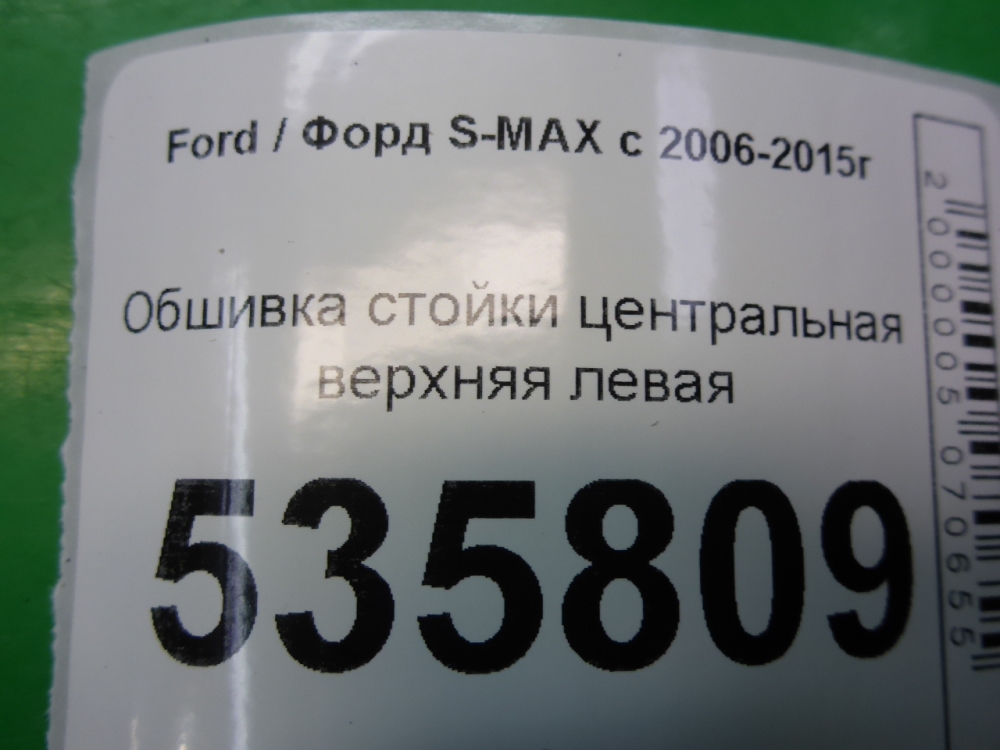 Ford / Форд S-MAX с 2006-2015г
Обшивка стойки центральная
верхняя левая
535809
2000005070655